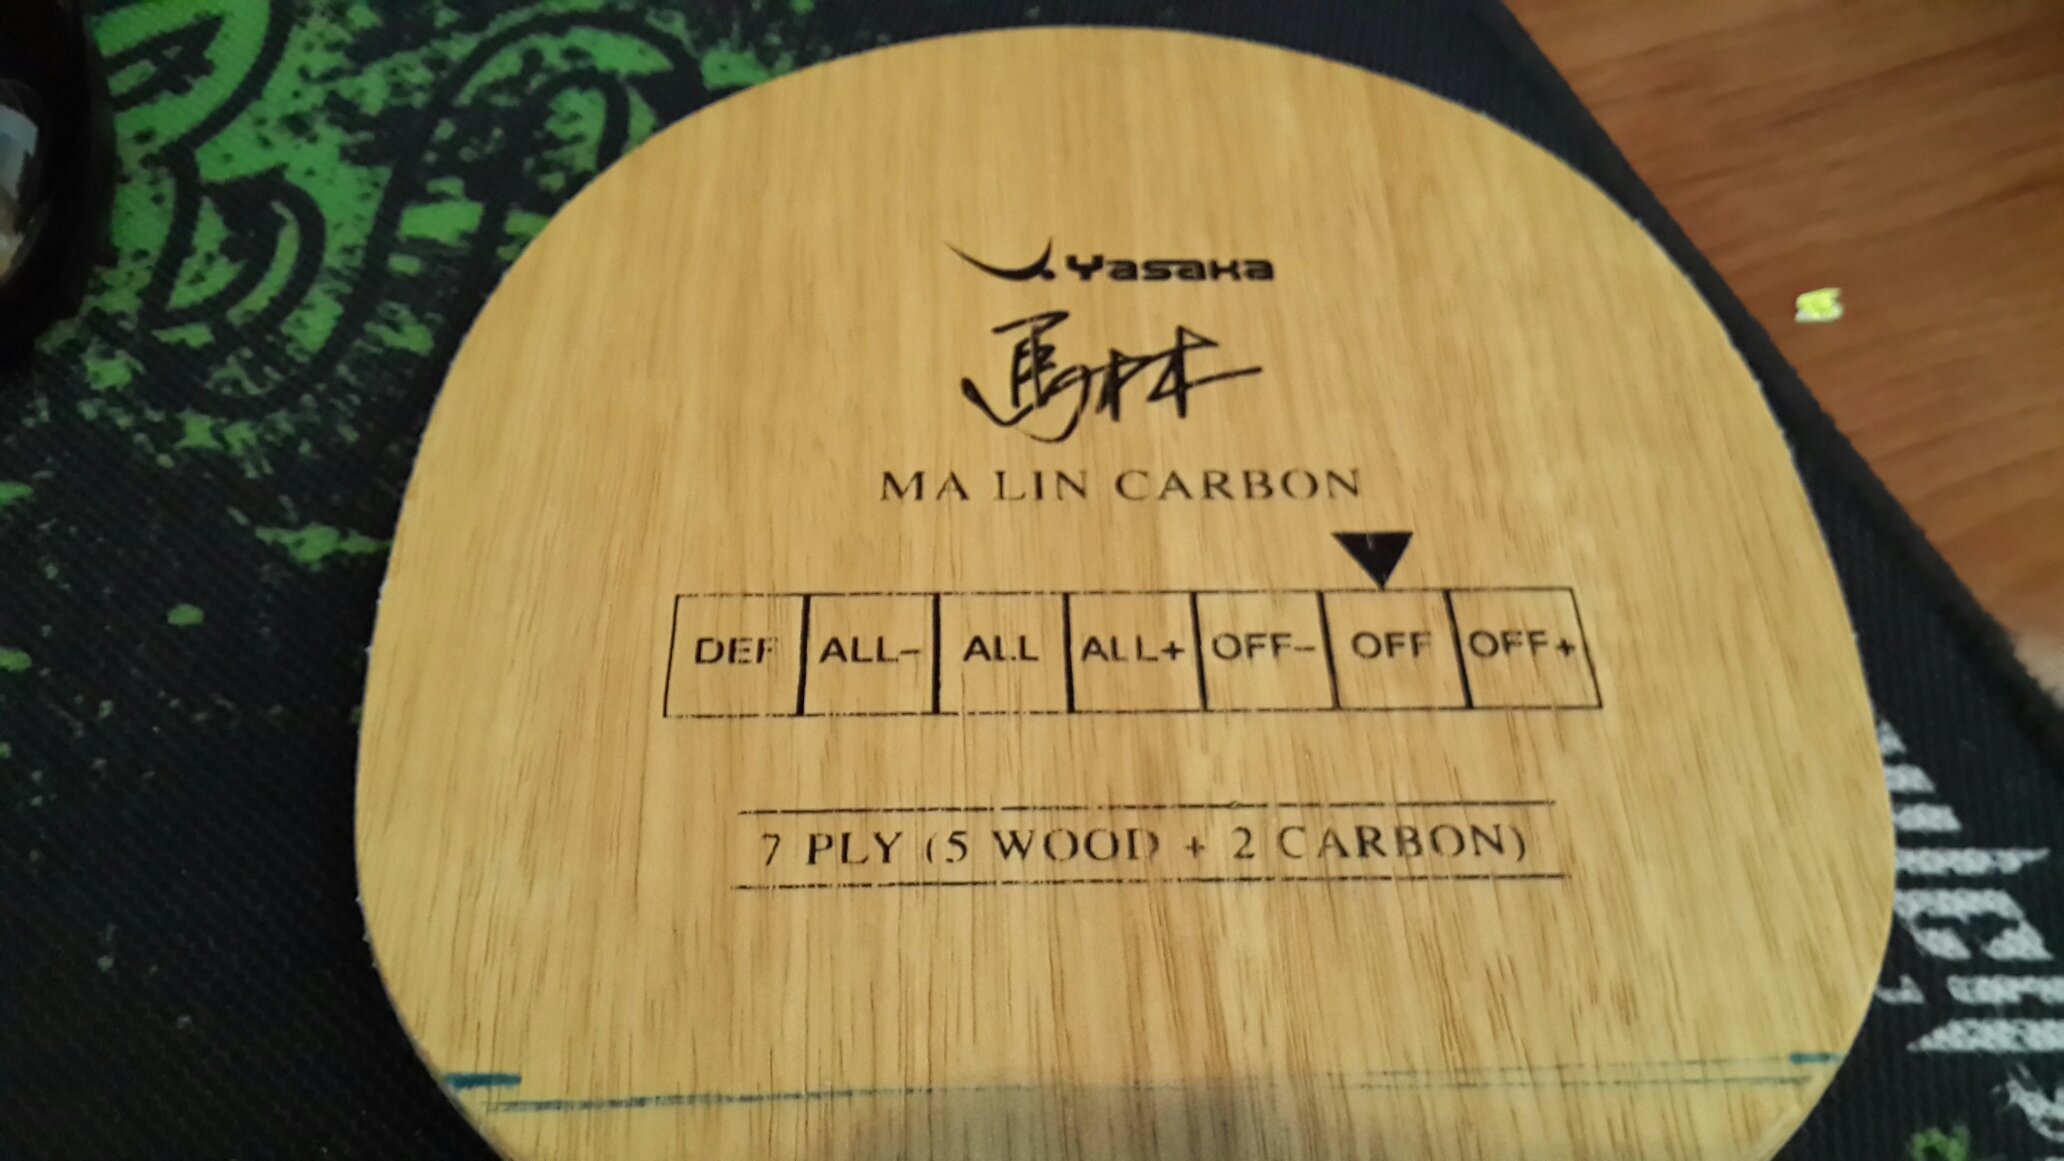 Yasaka
馬林
MA LIN CARBON
DEF ALL- ALL ALL+ OFF- OFF OFF+
7 PLY (5 WOOD + 2 CARBON)